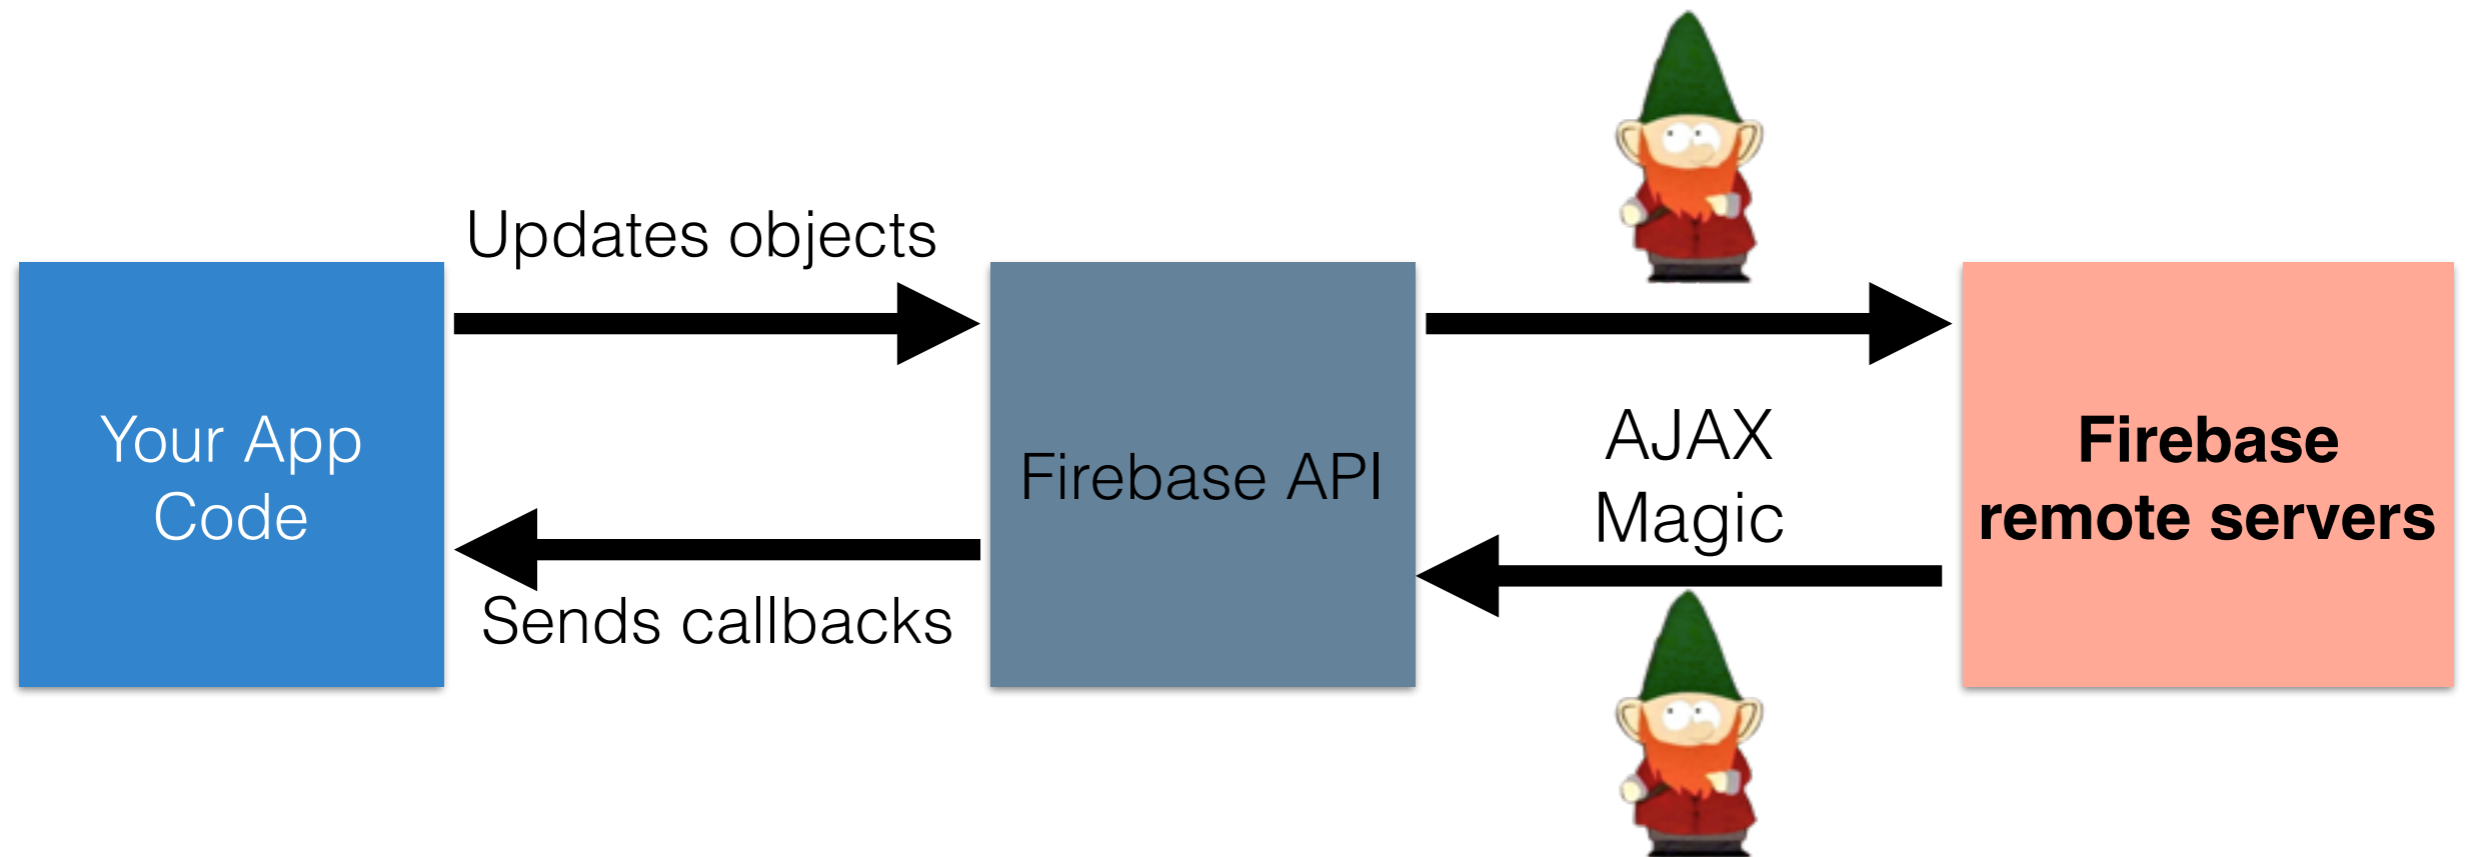 Updates objects
Your App
Code
Firebase API
AJAX
Magic
Firebase
remote servers
Sends callbacks